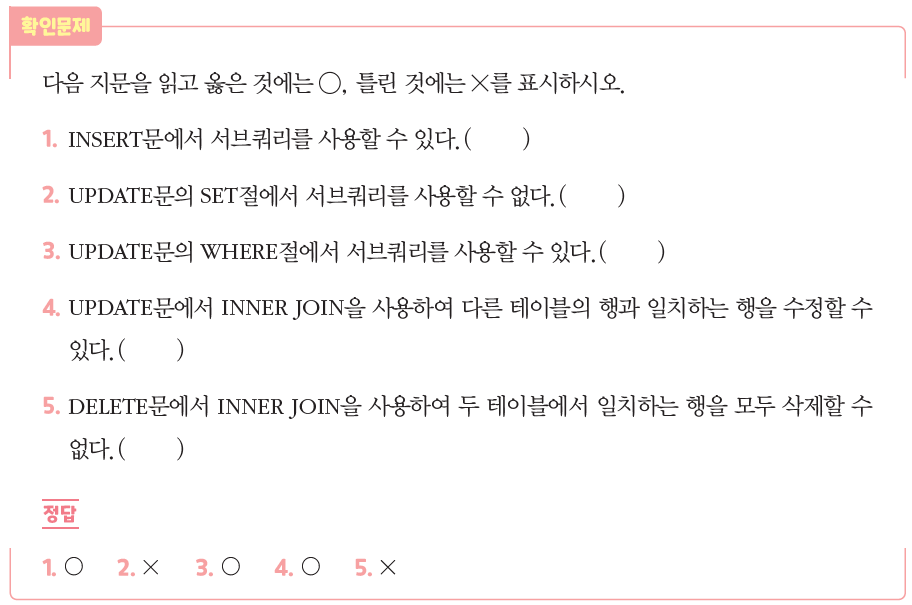 확인문제
다음 지문을 읽고 옳은 것에는 ○, 틀린 것에는 ×를 표시하시오.
1. INSERT문에서 서브쿼리를 사용할 수 있다. (        )
2. UPDATE문의 SET절에서 서브쿼리를 사용할 수 없다. (        )
3. UPDATE문의 WHERE절에서 서브쿼리를 사용할 수 있다. (        )
4. UPDATE문에서 INNER JOIN을 사용하여 다른 테이블의 행과 일치하는 행을 수정할 수
있다. (        )
5. DELETE문에서 INNER JOIN을 사용하여 두 테이블에서 일치하는 행을 모두 삭제할 수
없다. (        )
정답
1. ○ 2. × 3. ○ 4. ○ 5. ×